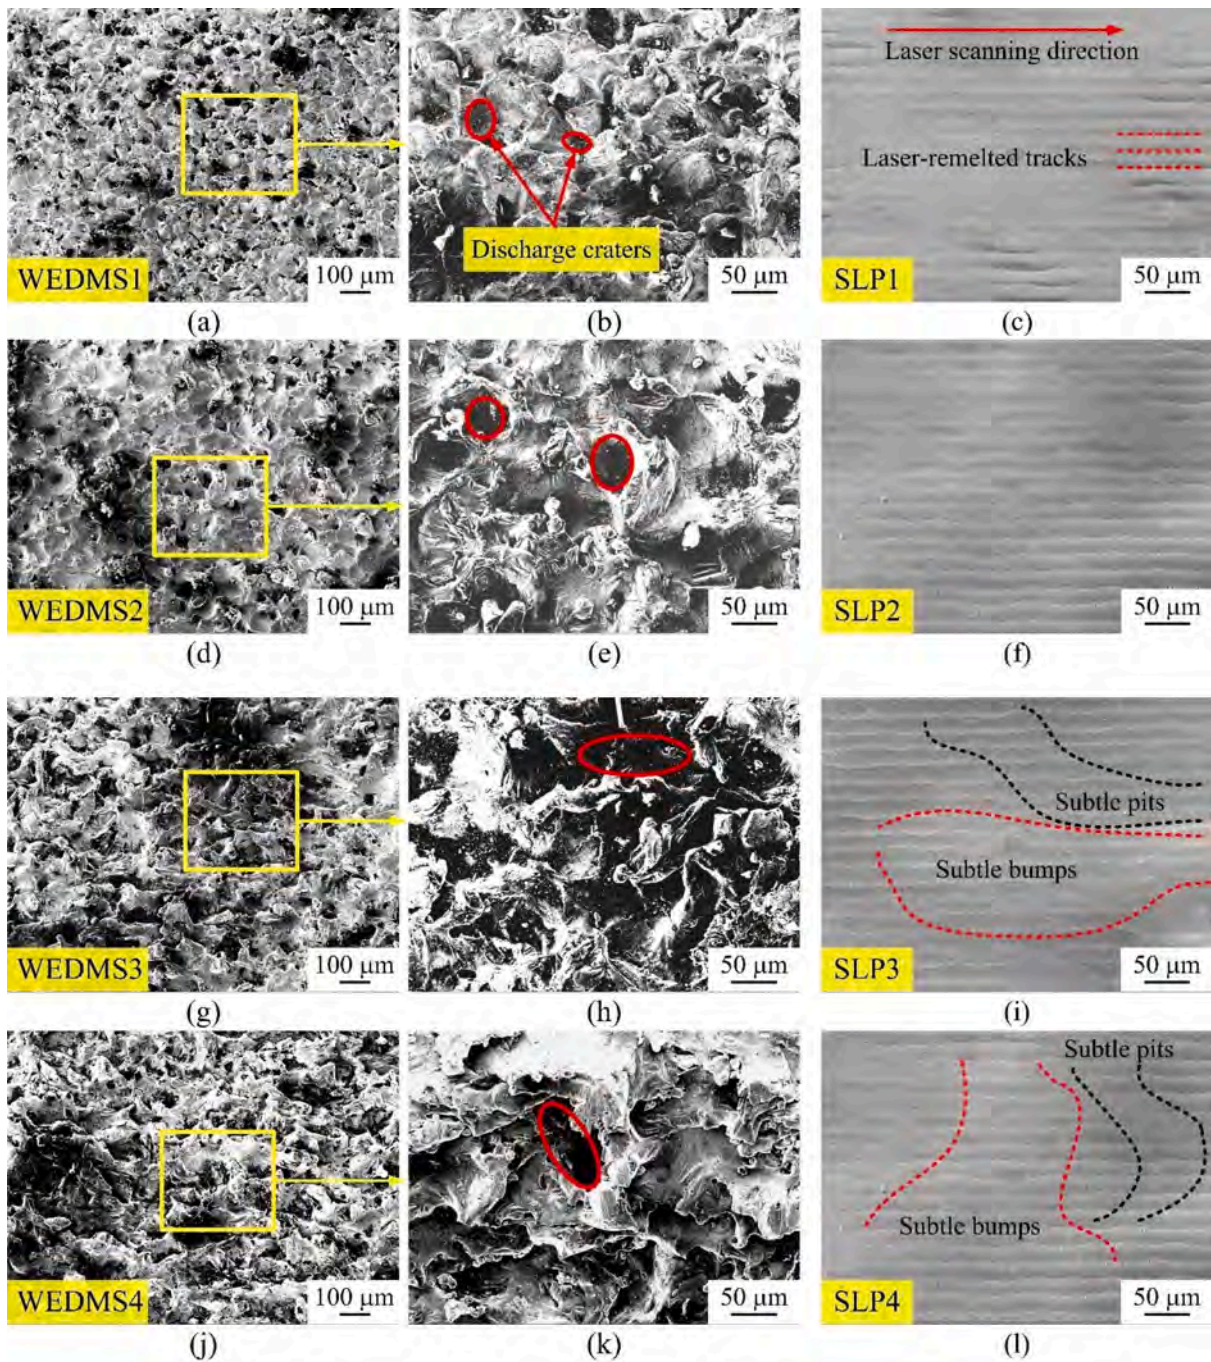 Laser scanning direction
Laser-remelted tracks
Discharge craters
WEDMS1
100 μm
50 μm
SLP1
50 μm
(a)
(b)
(c)
WEDMS2
100 μm
50 μm
SLP2
50 μm
(d)
(e)
(f)
Subtle pits
Subtle bumps
WEDMS3
100 μm
50 μm
SLP3
50 μm
(g)
(h)
(i)
Subtle pits
Subtle bumps
WEDMS4
100 μm
50 μm
SLP4
50 μm
(j)
(k)
(l)